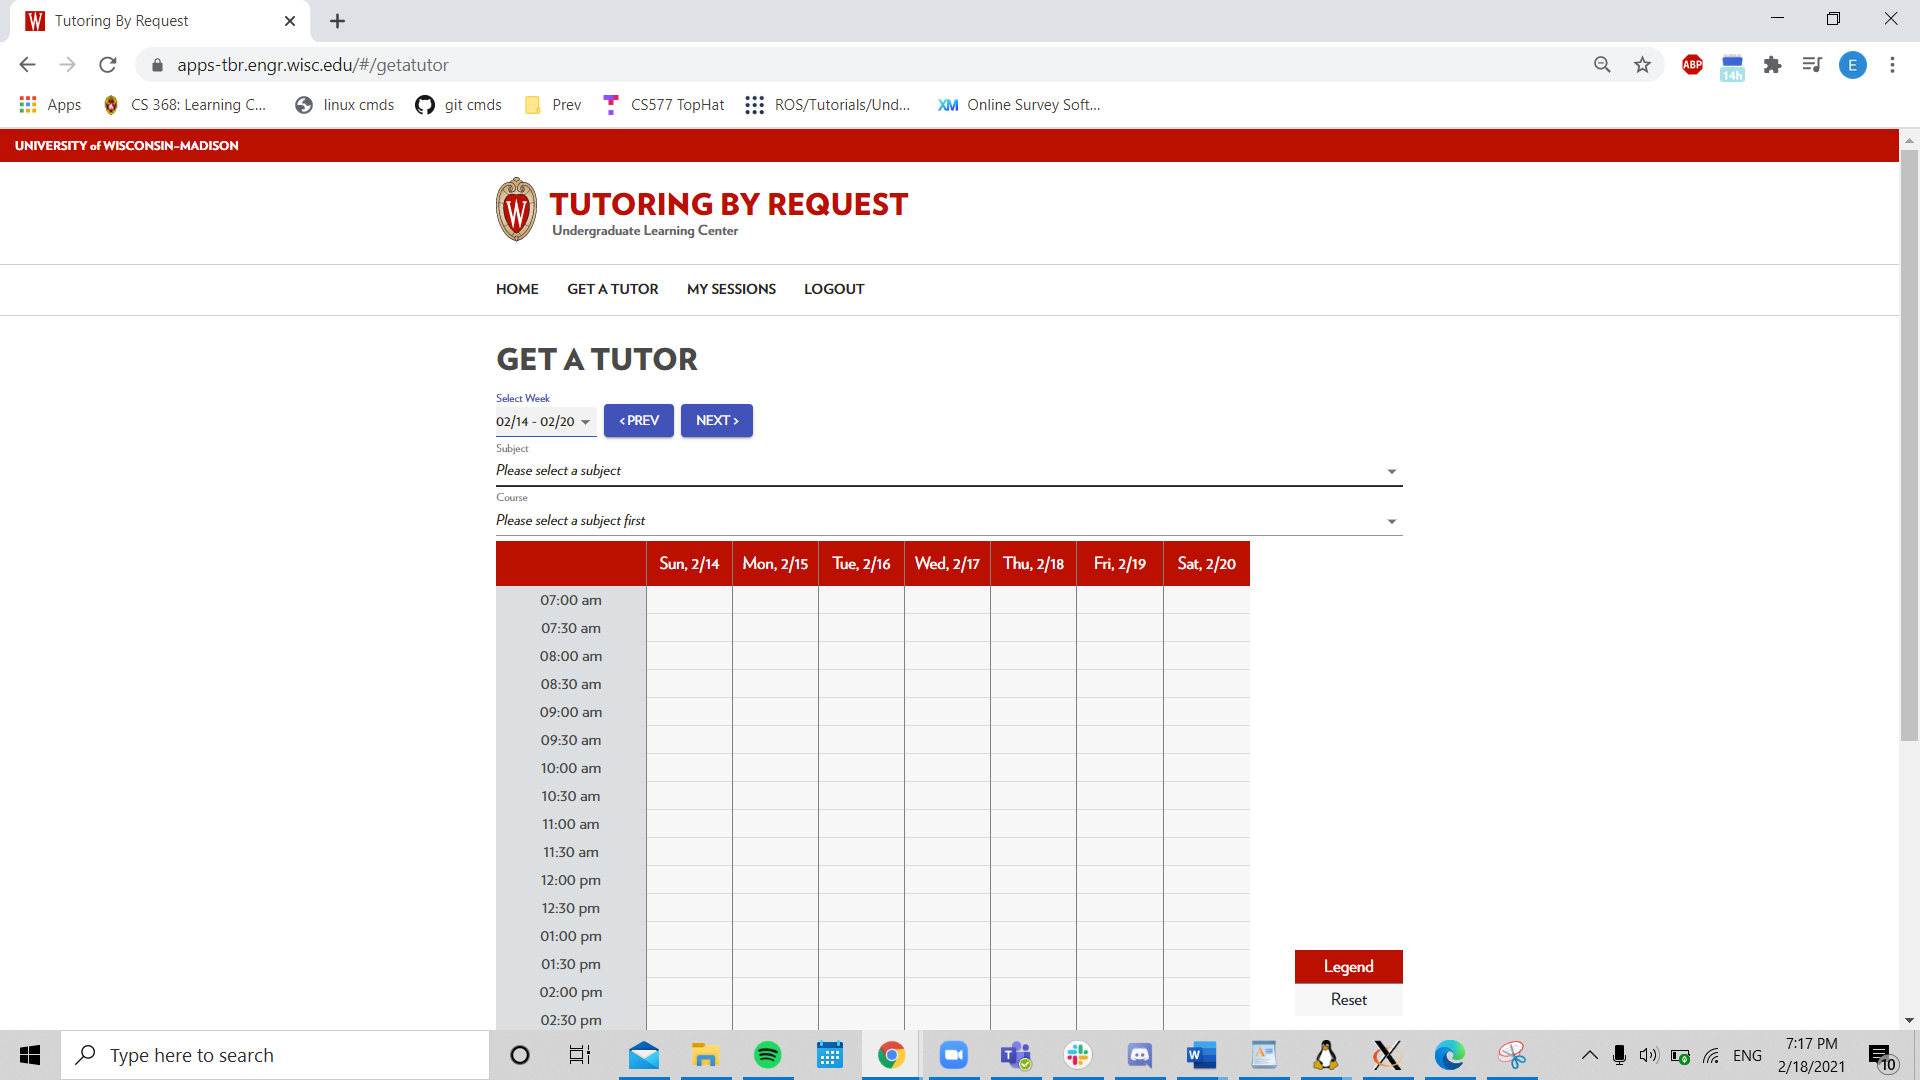 Tutoring By Request
apps-tbr.engr.wisc.edu/#/getatutor
ABP
14h
E
Apps
CS 368: Learning C...
linux cmds
git cmds
Prev
CS577 TopHat
ROS/Tutorials/Und...
XM Online Survey Soft...
UNIVERSITY of WISCONSIN–MADISON
W
TUTORING BY REQUEST
Undergraduate Learning Center
HOME GET A TUTOR MY SESSIONS LOGOUT
GET A TUTOR
Select Week
02/14 - 02/20
< PREV
NEXT >
Subject
Please select a subject
Course
Please select a subject first
Sun, 2/14 Mon, 2/15 Tue, 2/16 Wed, 2/17 Thu, 2/18 Fri, 2/19 Sat, 2/20
07:00 am
07:30 am
08:00 am
08:30 am
09:00 am
09:30 am
10:00 am
10:30 am
11:00 am
11:30 am
12:00 pm
12:30 pm
01:00 pm
01:30 pm
02:00 pm
02:30 pm
Legend
Reset
Type here to search
ENG
7:17 PM
2/18/2021
10